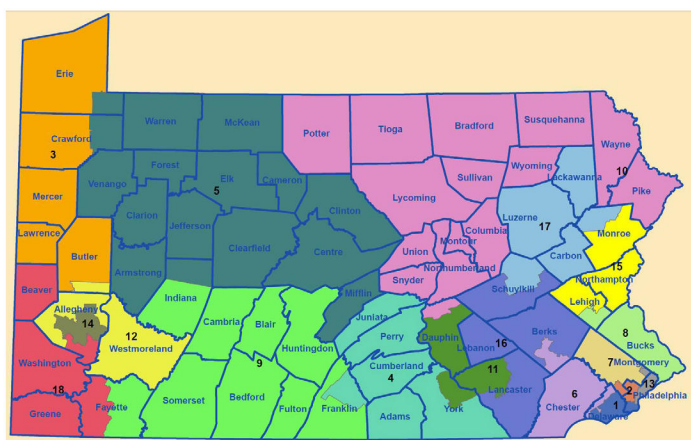 Erie
Warren
McKean
Potter
Tioga
Bradford
Susquehanna
Wayne
Crawford
3
Forest
Elk
5
Cameron
Wyoming
Lackawanna
10
Pike
Mercer
Venango
Sullivan
Lycoming
Clinton
Clarion
Jefferson
Luzerne
17
Lawrence
Columbia
Monroe
Butler
Clearfield
Centre
Union
Montour
Carbon
15
Armstrong
Northumberland
Northampton
Beaver
Snyder
Schuylkill
Indiana
Mifflin
Lehigh
Allegheny
14
Juniata
Cambria
Blair
Perry
Dauphin
Berks
8
Bucks
12
Westmoreland
Huntingdon
Lebanon
16
7
Montgomery
Washington
9
Cumberland
4
11
Lancaster
13
18
6
2
Philadelphia
Somerset
Bedford
Fulton
Franklin
Adams
York
Chester
1
Delaware
Greene
Fayette